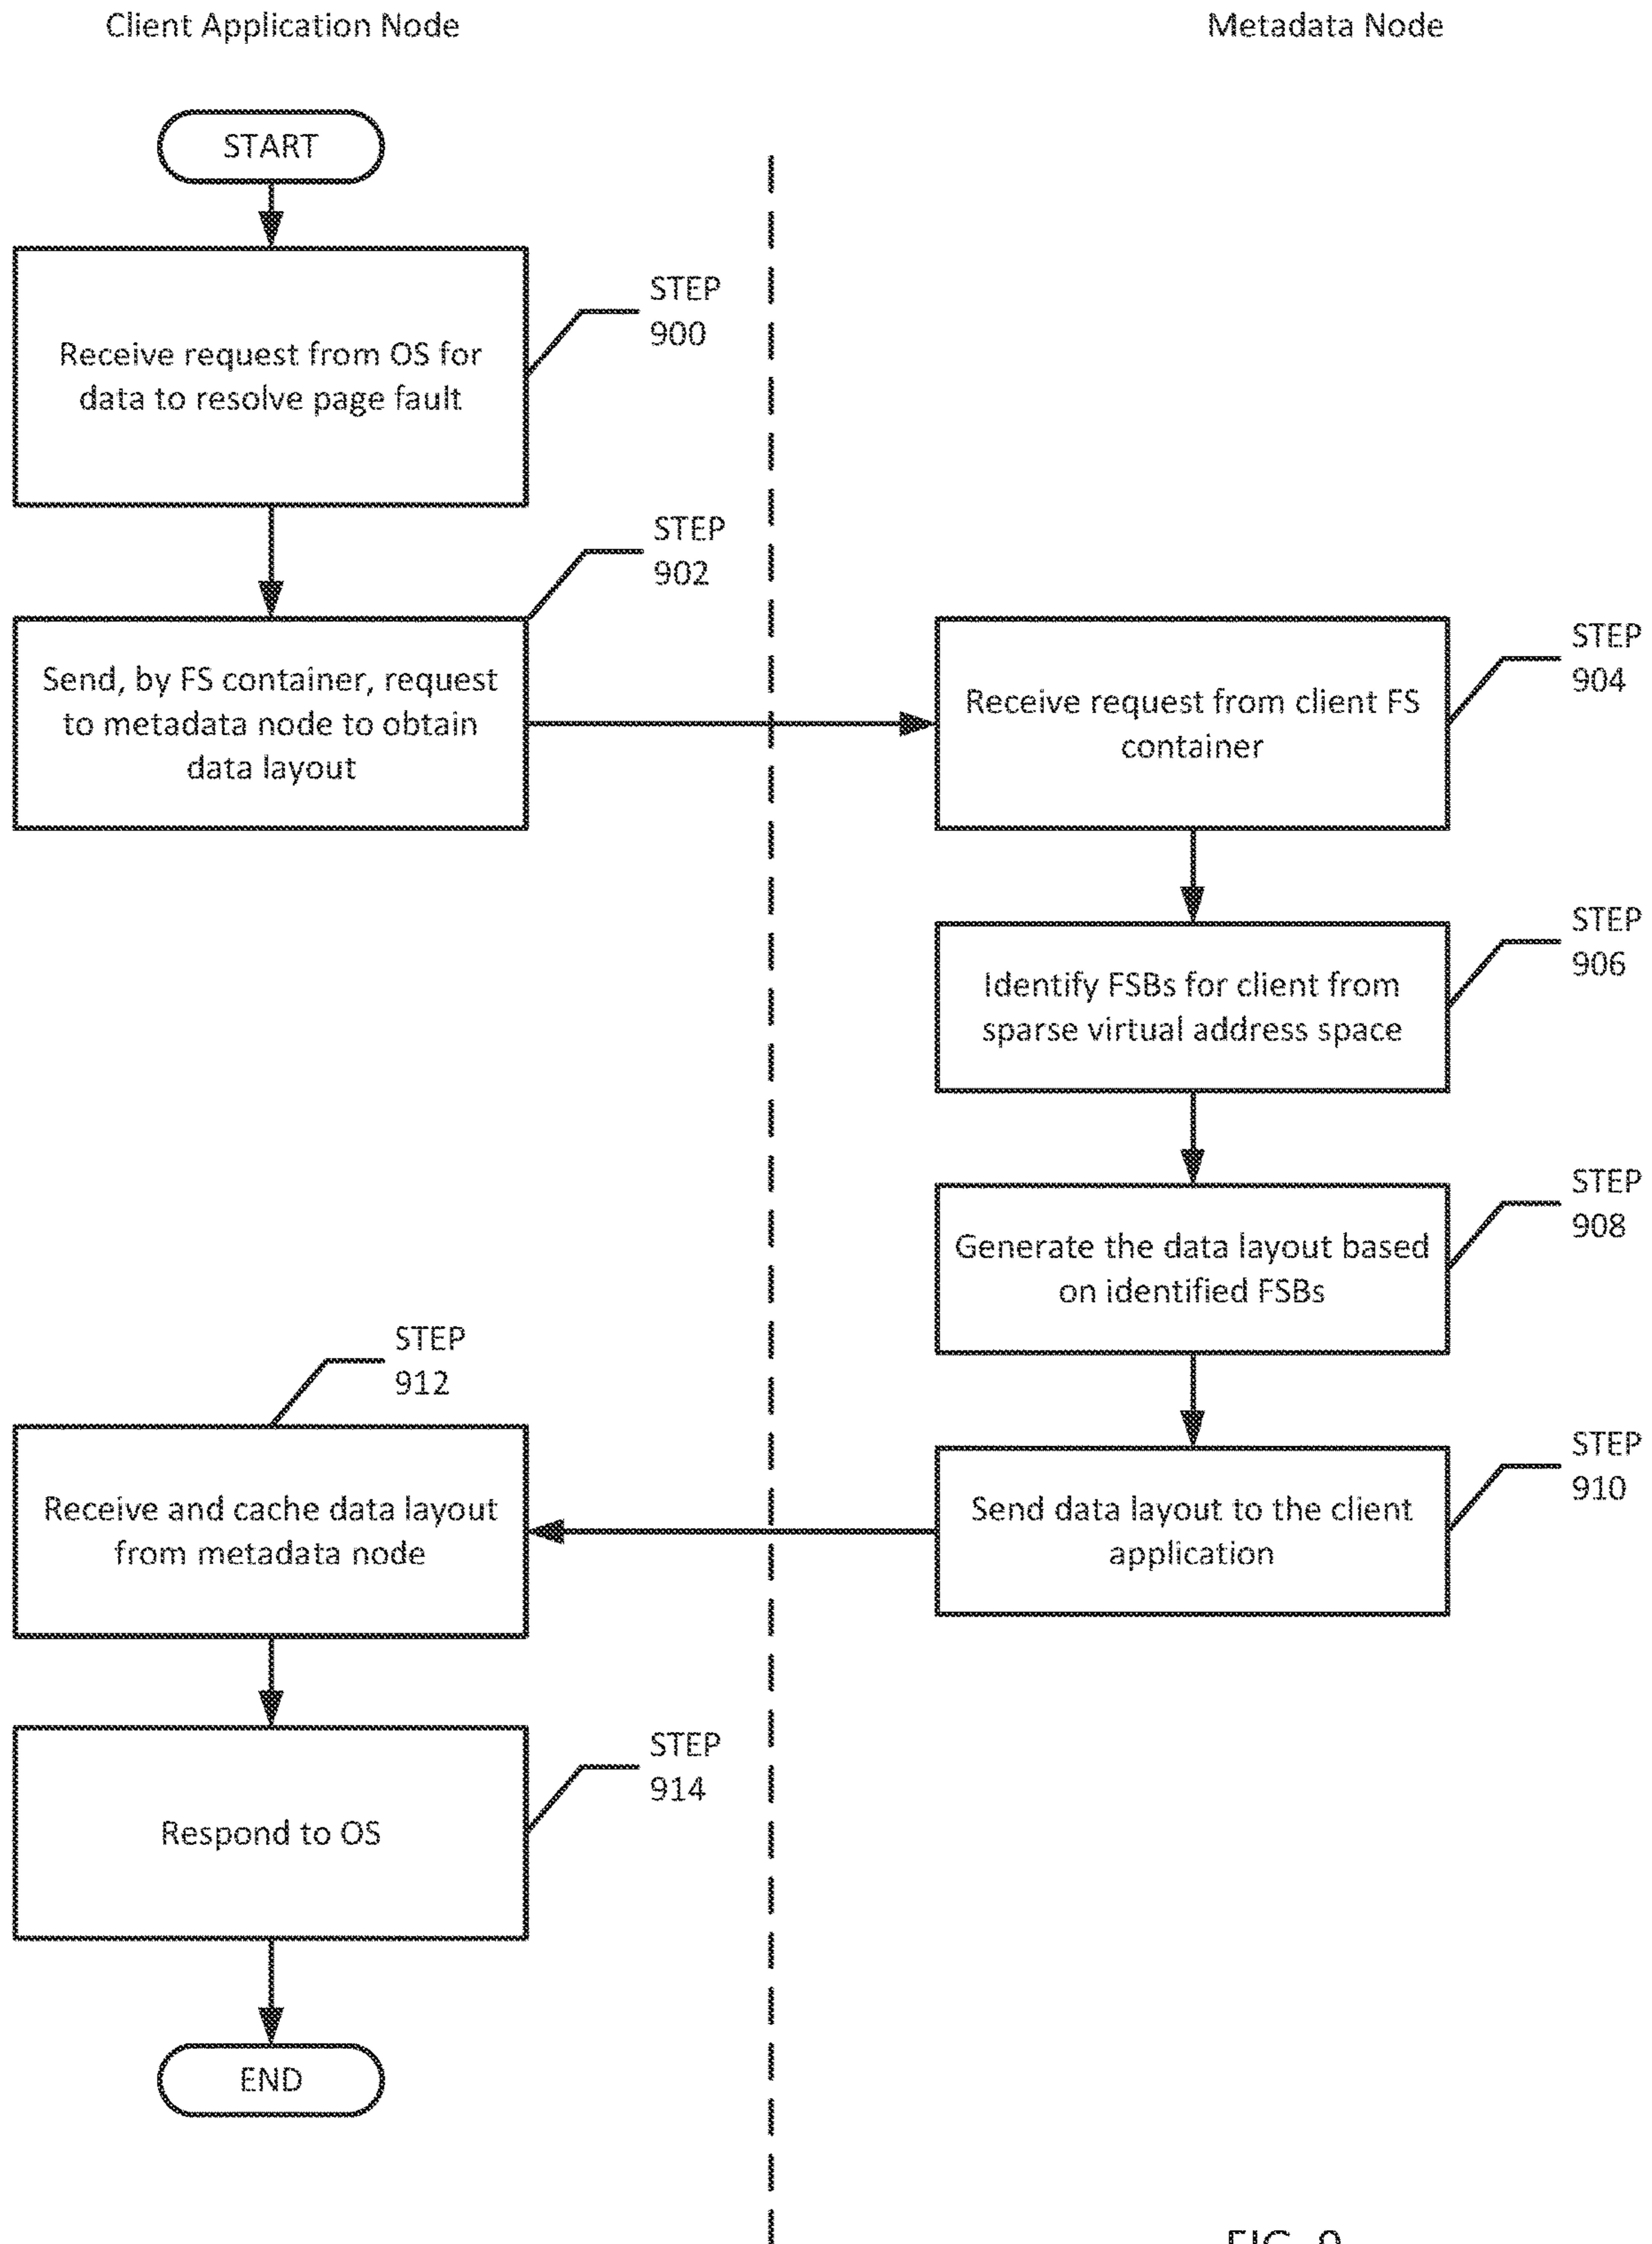 Client Application Node
Metadata Node
START
Receive request from OS for
data to resolve page fault
STEP
900
Send, by FS container, request
to metadata node to obtain
data layout
STEP
902
Receive request from client FS
container
STEP
904
Identify FSBs for client from
sparse virtual address space
STEP
906
Generate the data layout based
on identified FSBs
STEP
908
Send data layout to the client
application
STEP
910
STEP
912
Receive and cache data layout
from metadata node
Respond to OS
STEP
914
END
FIG. 9